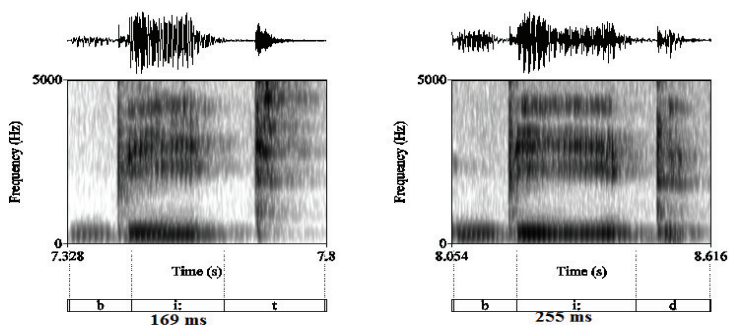 5000
Frequency (Hz)
0
7.328
7.8
Time (s)
b i: t
169 ms
5000
Frequency (Hz)
0
8.054
8.616
Time (s)
b i: d
255 ms